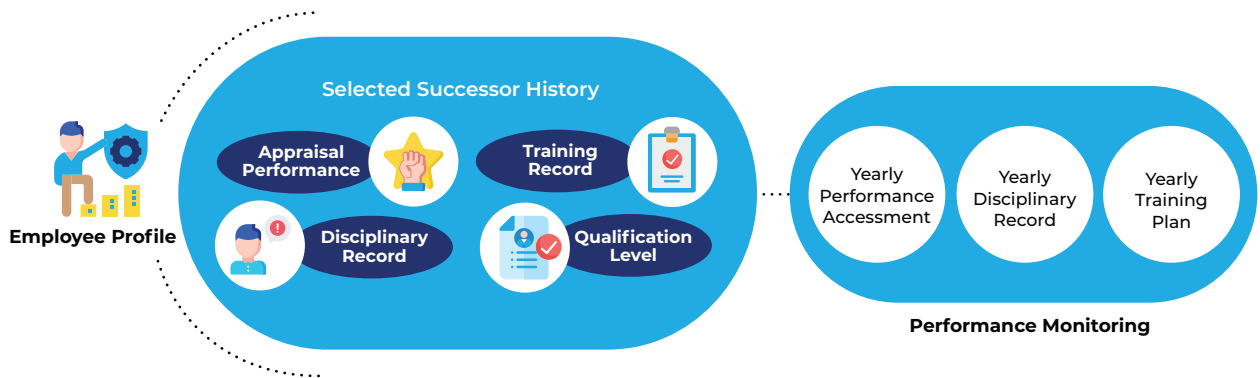 Employee Profile
Selected Successor History
Appraisal
Performance
Training
Record
Disciplinary
Record
Qualification
Level
Yearly
Performance
Assessment
Yearly
Disciplinary
Record
Yearly
Training
Plan
Performance Monitoring